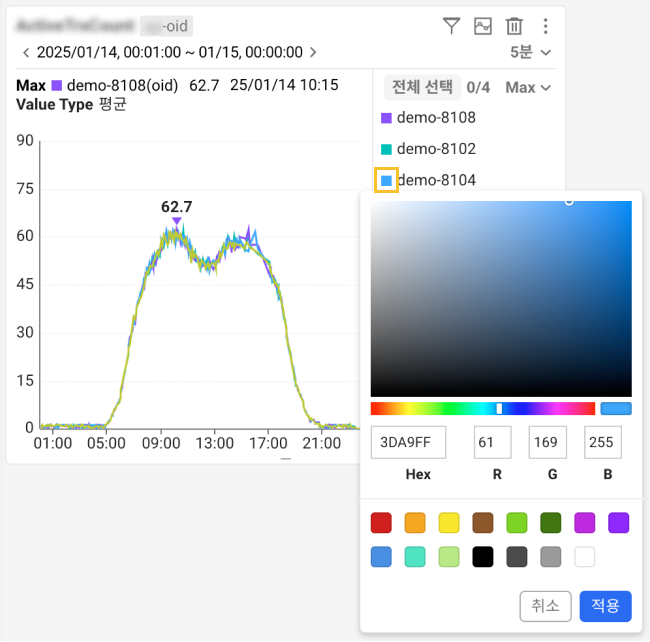 -oid
2025/01/14, 00:01:00 ~ 01/15, 00:00:00
5분
Max demo-8108(oid) 62.7 25/01/14 10:15
Value Type 평균
전체 선택 0/4 Max
demo-8108
demo-8102
demo-8104
90
75
60
45
30
15
0
62.7
01:00 05:00 09:00 13:00 17:00 21:00
3DA9FF 61 169 255
Hex R G B
취소 적용